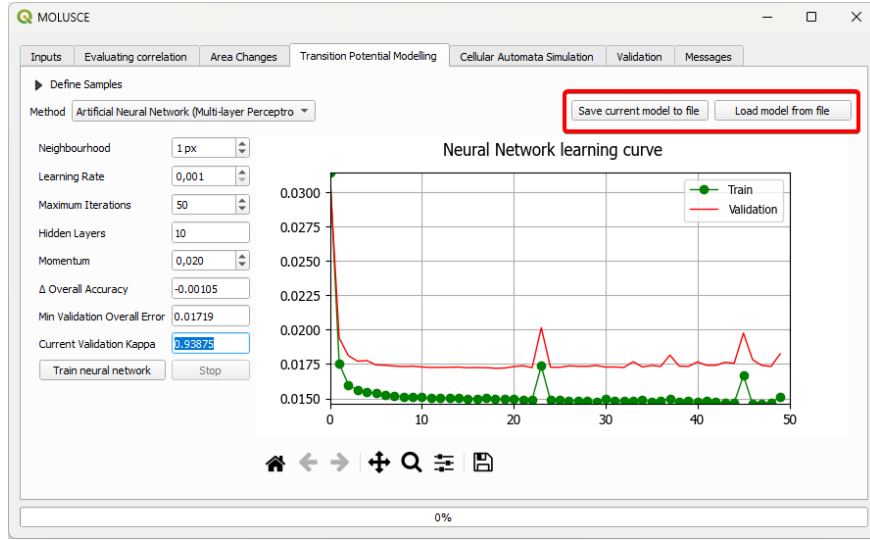 MOLUSCE
Inputs Evaluating correlation Area Changes Transition Potential Modelling Cellular Automata Simulation Validation Messages
Define Samples
Method Artificial Neural Network (Multi-layer Perceptro Save current model to file Load model from file
Neighbourhood 1 px
Learning Rate 0,001
Maximum Iterations 50
Hidden Layers 10
Momentum 0,020
Δ Overall Accuracy -0.00105
Min Validation Overall Error 0.01719
Current Validation Kappa 0.93875
Train neural network Stop
Neural Network learning curve
Train
Validation
0.0300
0.0275
0.0250
0.0225
0.0200
0.0175
0.0150
0 10 20 30 40 50
0%